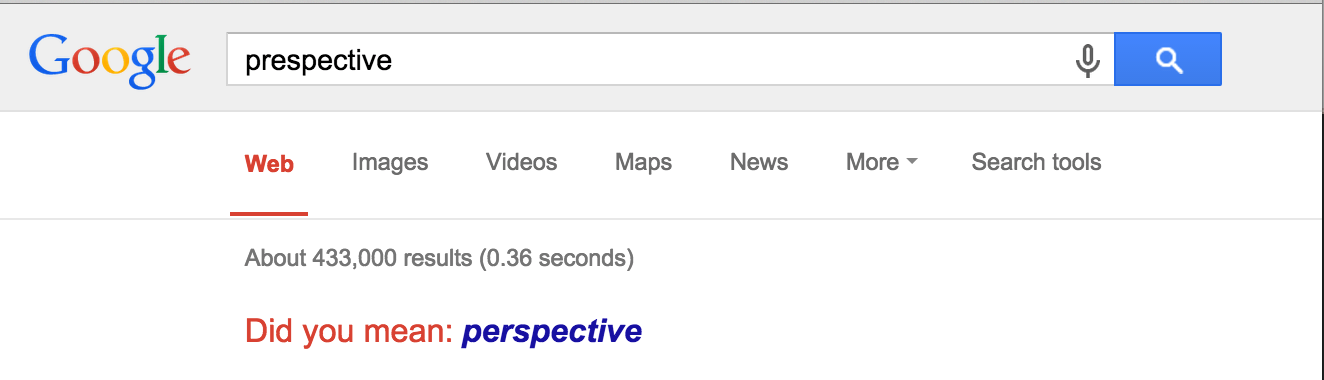 Google prespective
Web Images Videos Maps News More Search tools
About 433,000 results (0.36 seconds)
Did you mean: perspective